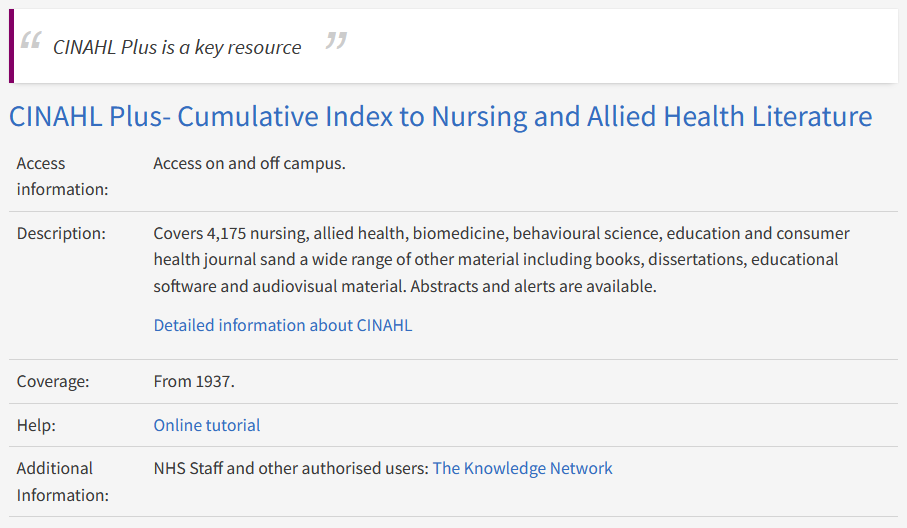 “ CINAHL Plus is a key resource ”
CINAHL Plus- Cumulative Index to Nursing and Allied Health Literature
Access information: Access on and off campus.
Description: Covers 4,175 nursing, allied health, biomedicine, behavioural science, education and consumer
health journal sand a wide range of other material including books, dissertations, educational
software and audiovisual material. Abstracts and alerts are available.
Detailed information about CINAHL
Coverage: From 1937.
Help: Online tutorial
Additional Information: NHS Staff and other authorised users: The Knowledge Network